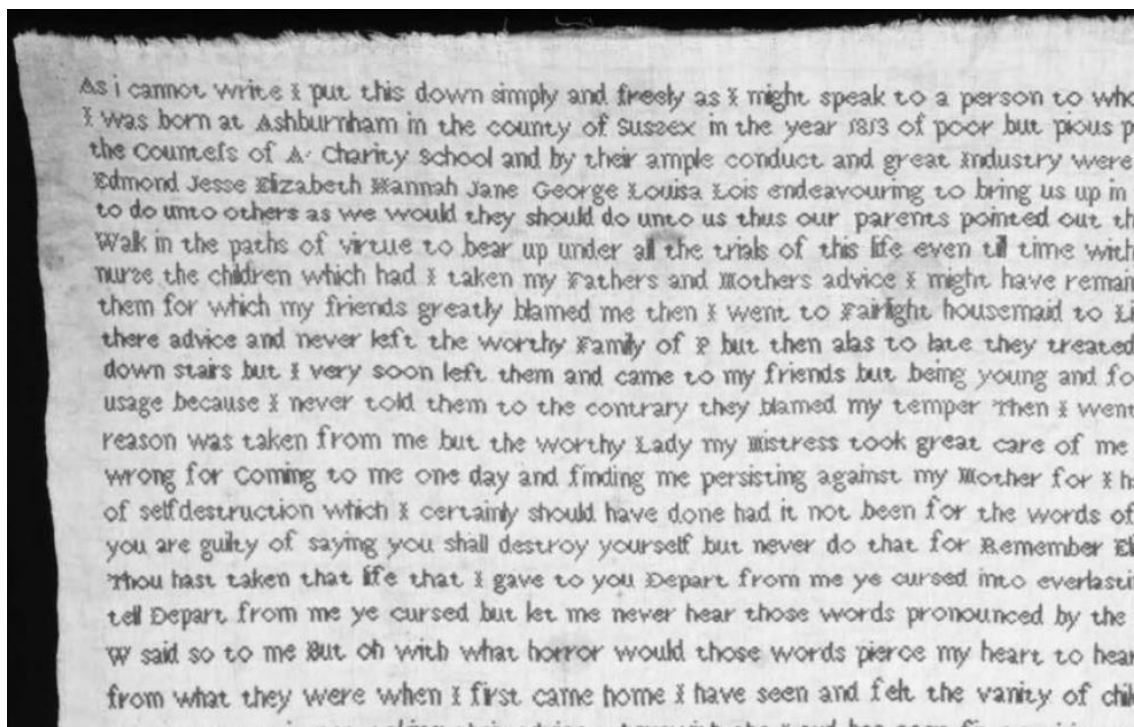 As i cannot write I put this down simply and freely as I might speak to a person to
I was born at Ashburnham in the county of Sussex in the year 1813 of poor but pious
the Countefs of A. Charity School and by their ample conduct and great Industry were
Edmond Jesse Elizabeth Hannah Jane George Louisa Lois endeavouring to bring us up in
to do unto others as we would they should do unto us thus our parents pointed out
Walk in the paths of virtue to bear up under all the trials of this life even till time
nurse the children which had I taken my Fathers and Mothers advice I might have
them for which my friends greatly blamed me then I went to Fairlight housemaid to
there advice and never left the worthy Family of P but then alas to late they treated
down stairs but I very soon left them and came to my friends but being young and
usage because I never told them to the contrary they blamed my temper Then I went
reason was taken from me but the worthy Lady my Mistress took great care of me
wrong for Coming to me one day and finding me persisting against my Mother for I
of selfdestruction which I certainly should have done had it not been for the words of
you are guilty of saying you shall destroy yourself but never do that for Remember
Thou hast taken that life that I gave to you Depart from me ye cursed into
tell Depart from me ye cursed but let me never hear those words pronounced by the
W said so to me But oh with what horror would those words pierce my heart to
from what they were when I first came home I have seen and felt the vanity of